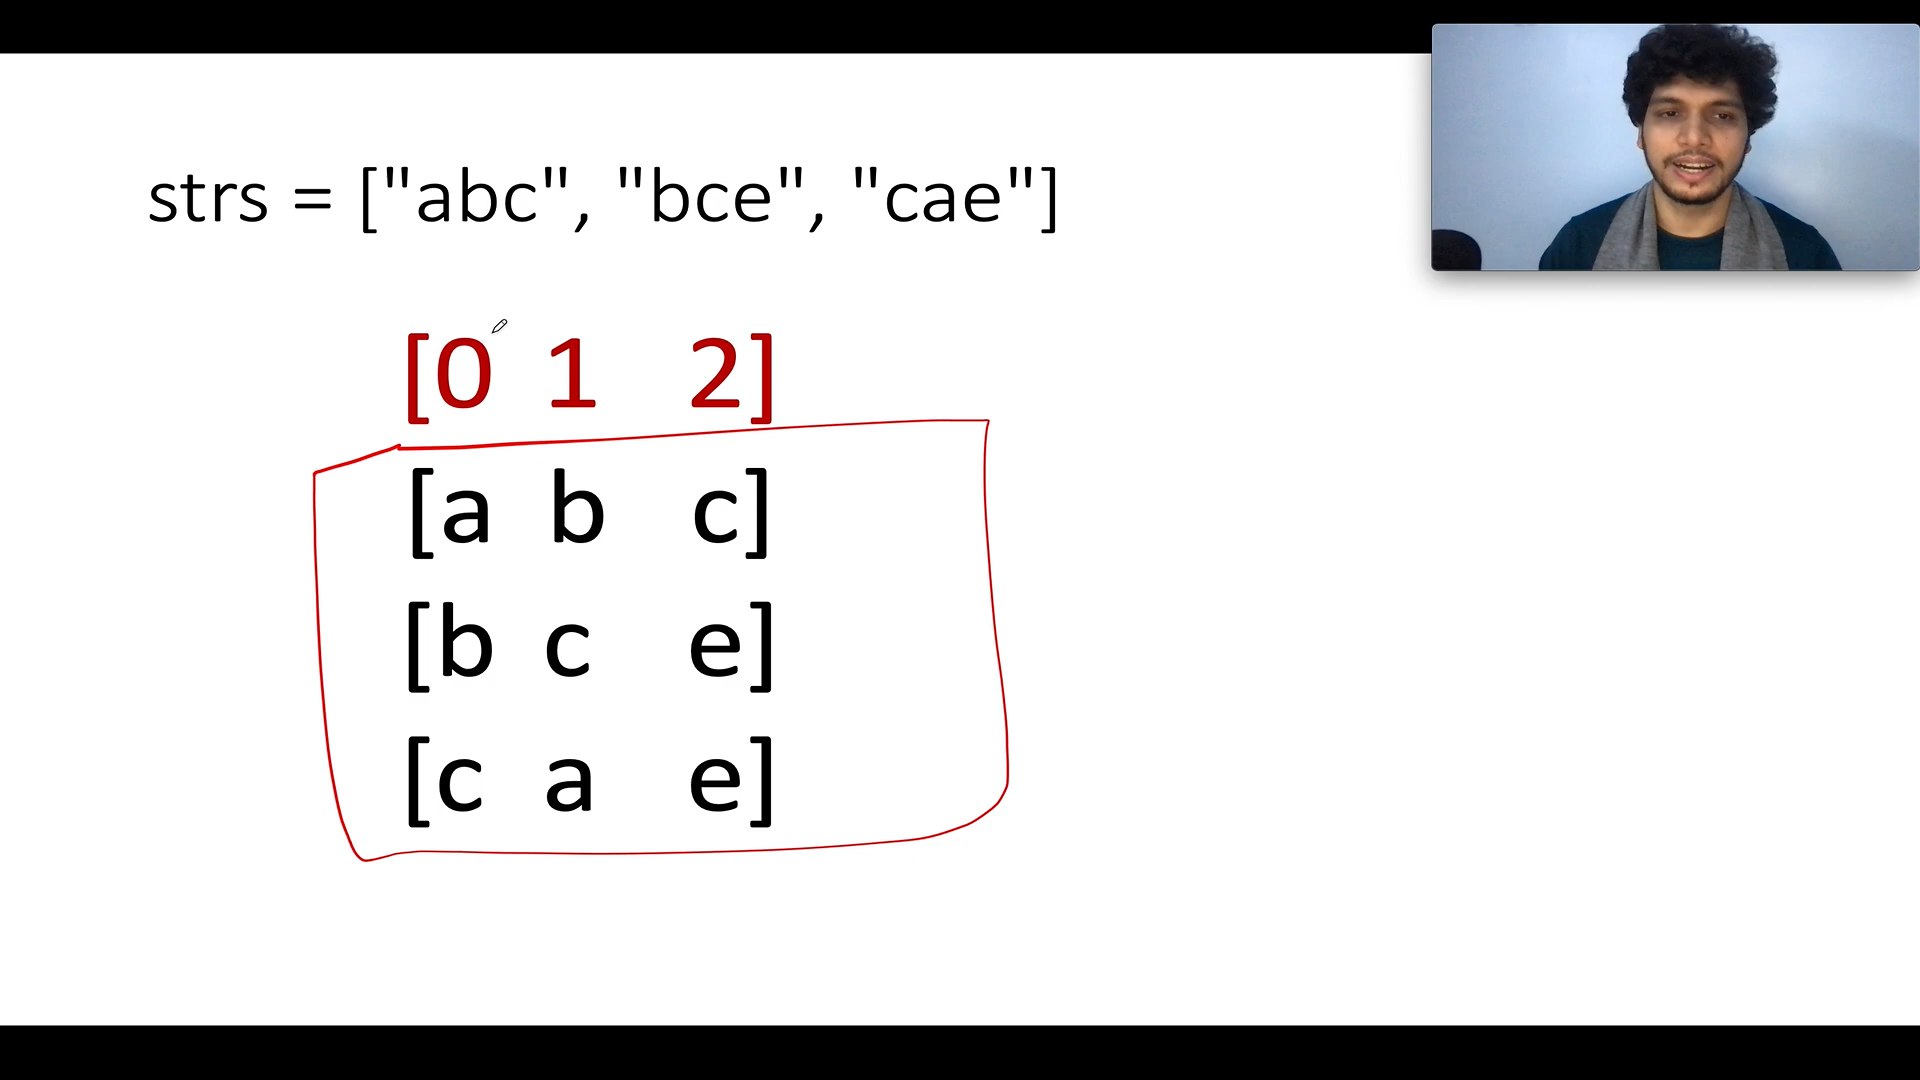 strs = ["abc", "bce", "cae"]
[0 1 2]
[a b c]
[b c e]
[c a e]